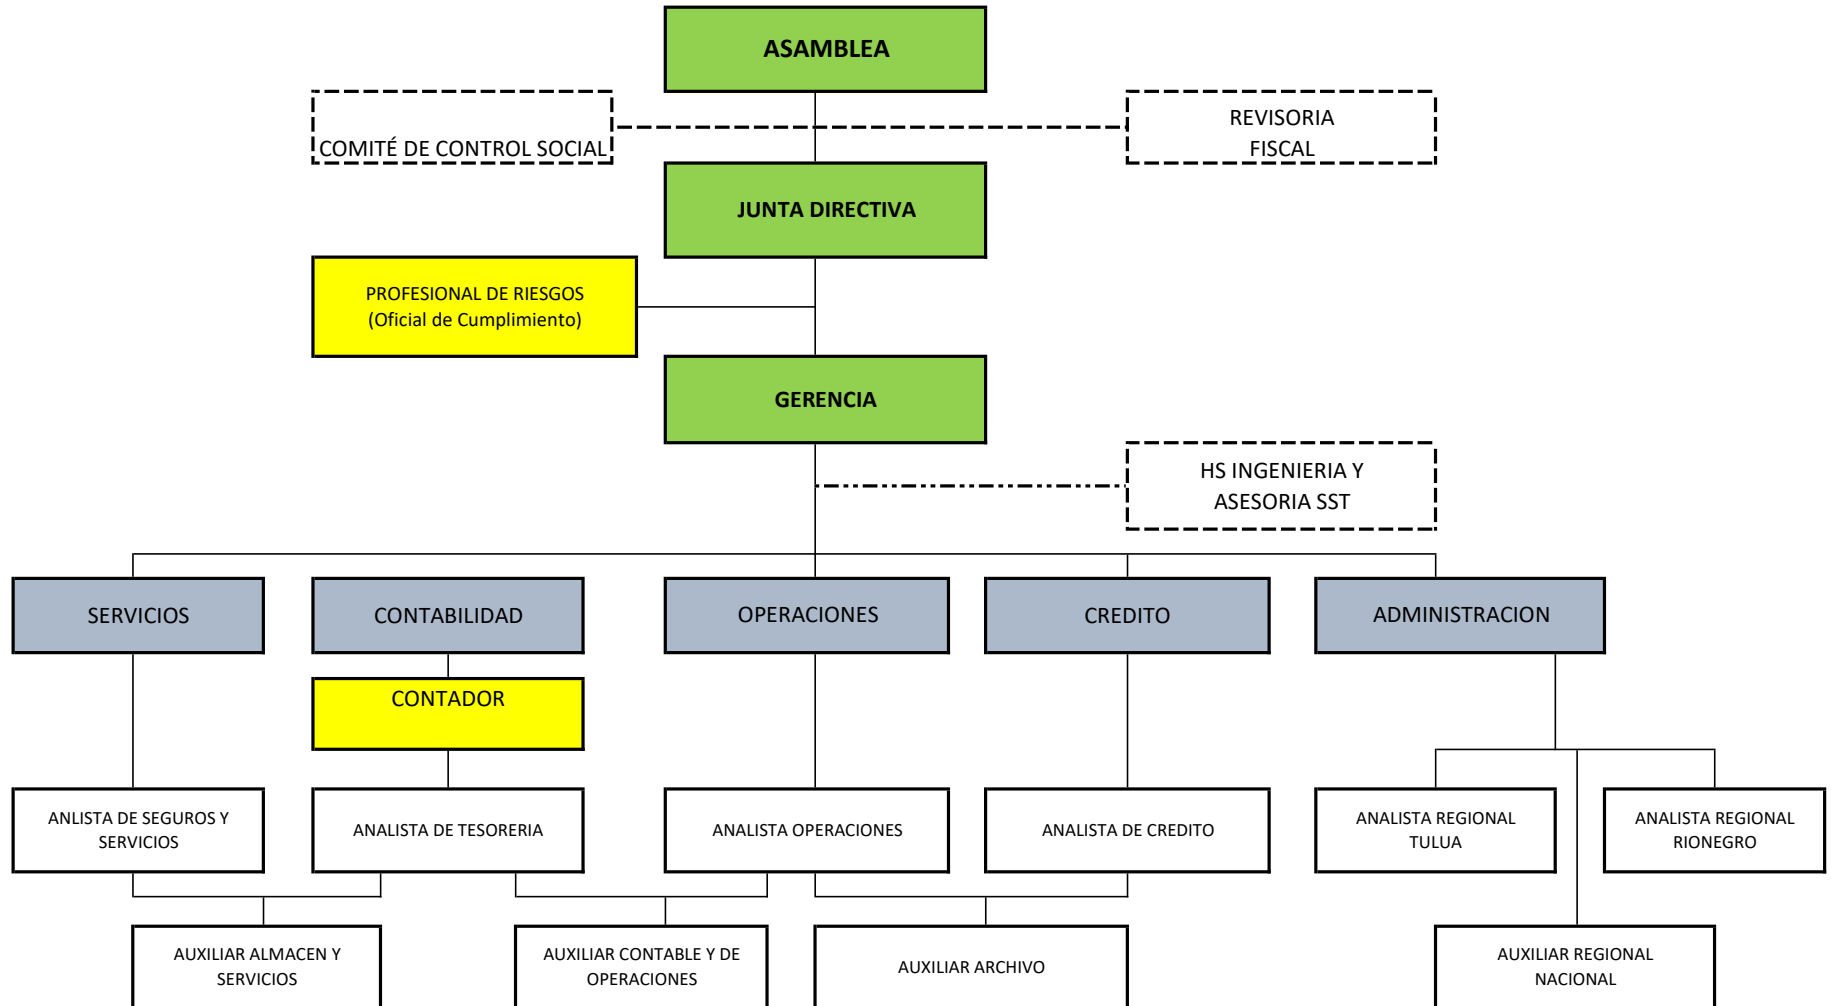 ASAMBLEA
COMITÉ DE CONTROL SOCIAL
REVISORIA
FISCAL
JUNTA DIRECTIVA
PROFESIONAL DE RIESGOS
(Oficial de Cumplimiento)
GERENCIA
HS INGENIERIA Y
ASESORIA SST
SERVICIOS
CONTABILIDAD
OPERACIONES
CREDITO
ADMINISTRACION
CONTADOR
ANLISTA DE SEGUROS Y
SERVICIOS
ANALISTA DE TESORERIA
ANALISTA OPERACIONES
ANALISTA DE CREDITO
ANALISTA REGIONAL
TULUA
ANALISTA REGIONAL
RIONEGRO
AUXILIAR ALMACEN Y
SERVICIOS
AUXILIAR CONTABLE Y DE
OPERACIONES
AUXILIAR ARCHIVO
AUXILIAR REGIONAL
NACIONAL